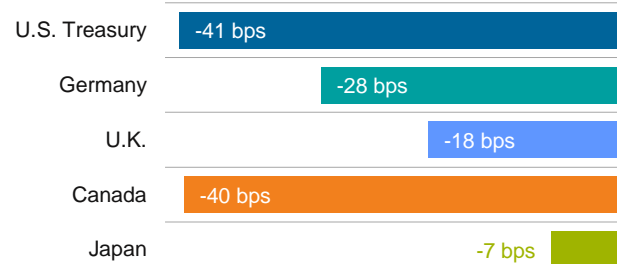 U.S. Treasury -41 bps
Germany -28 bps
U.K. -18 bps
Canada -40 bps
Japan -7 bps